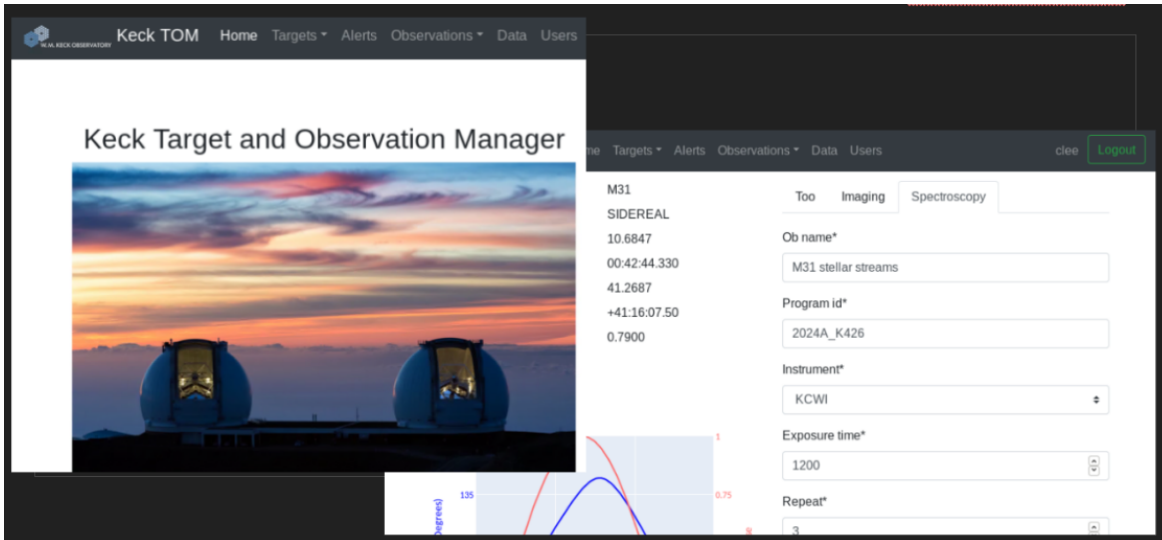 W. M. KECK OBSERVATORY
Keck TOM Home Targets Alerts Observations Data Users
Keck Target and Observation Manager
me Targets Alerts Observations Data Users clee Logout
M31
SIDEREAL
10.6847
00:42:44.330
41.2687
+41:16:07.50
0.7900
Too Imaging Spectroscopy
Ob name*
M31 stellar streams
Program id*
2024A_K426
Instrument*
KCWI
Exposure time*
1200
Repeat*
3
1
135
0.75
Degrees)